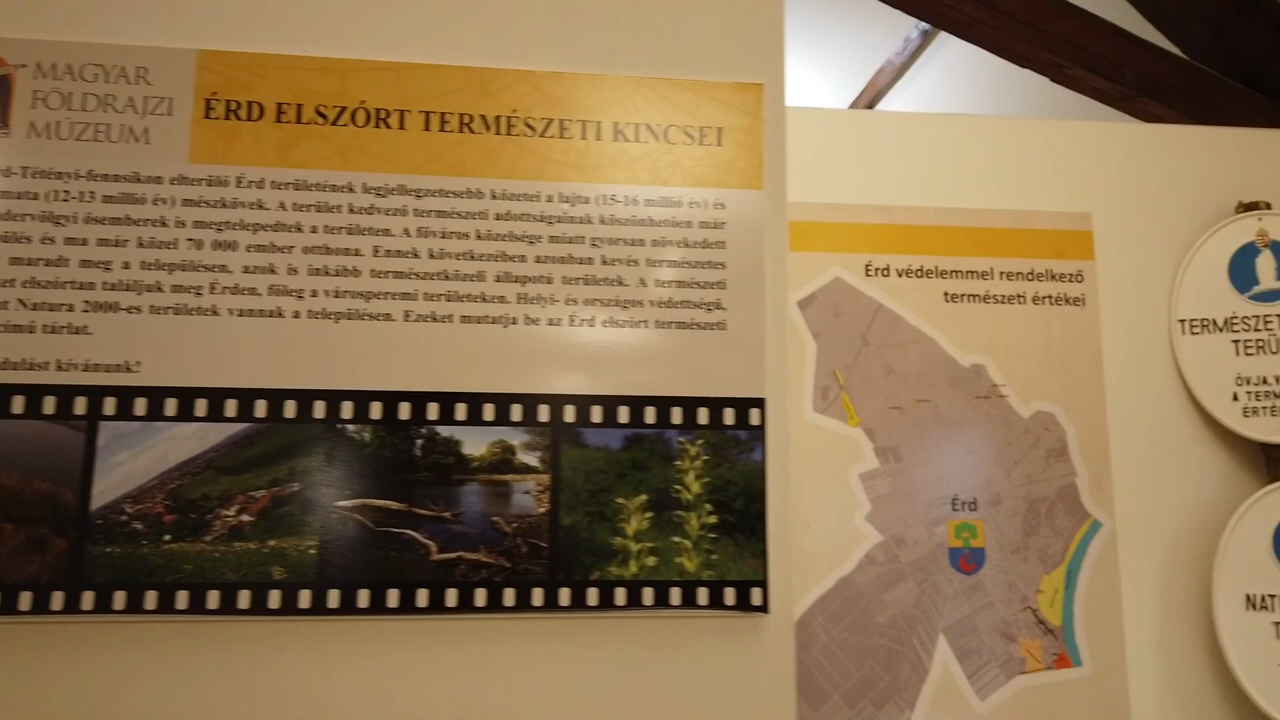 MAGYAR
FÖLDRAJZI
MÚZEUM
ÉRD ELSZÓRT TERMÉSZETI KINCSEI
d-Tétényi-fennsíkon elterülő Érd területének legjellegzetesebb kőzetei a lajta (15-16 millió év) és
mata (12-13 millió év) mészkövek. A terület kedvező természeti adottságainak köszönhetően már
dervölgyi ősemberek is megtelepedtek a területen. A főváros közelsége miatt gyorsan növekedett
ülés és ma már közel 70 000 ember otthona. Ennek következében azonban kevés természetes
maradt meg a településen, azok is inkább természetközeli állapotú területek. A természeti
et elszórtan találjuk meg Érden, főleg a városperemi területeken. Helyi- és országos védettségű,
nt Natura 2000-es területek vannak a településen. Ezeket mutatja be az Érd elszórt természeti
című tárlat.
dulást kívánunk!
Érd védelemmel rendelkező
természeti értékei
Érd
TERMÉSZET
TERÜ
ÓVJA, V
A TERM
ÉRTÉ
NAT